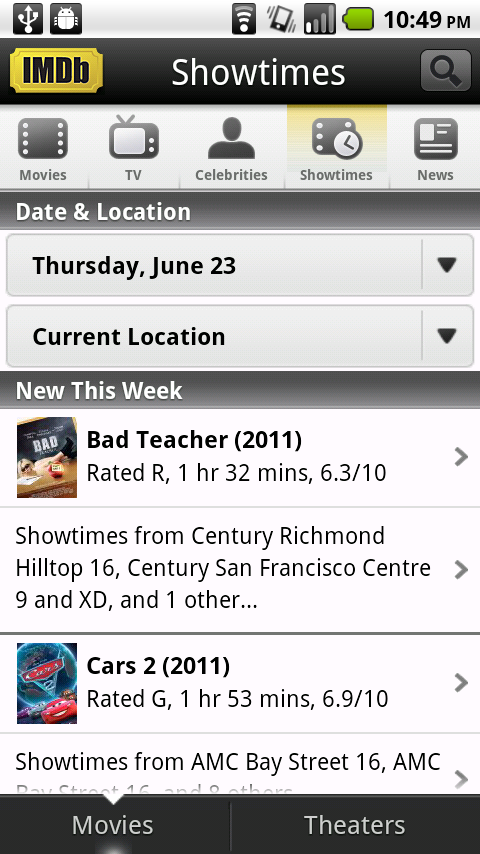 10:49 PM
IMDb
Showtimes
Movies
TV
Celebrities
Showtimes
News
Date & Location
Thursday, June 23
Current Location
New This Week
BAD
Bad Teacher (2011)
Rated R, 1 hr 32 mins, 6.3/10
Showtimes from Century Richmond
Hilltop 16, Century San Francisco Centre
9 and XD, and 1 other...
Cars
2
Cars 2 (2011)
Rated G, 1 hr 53 mins, 6.9/10
Showtimes from AMC Bay Street 16, AMC
Bay Street 16, and 8 others
Movies
Theaters